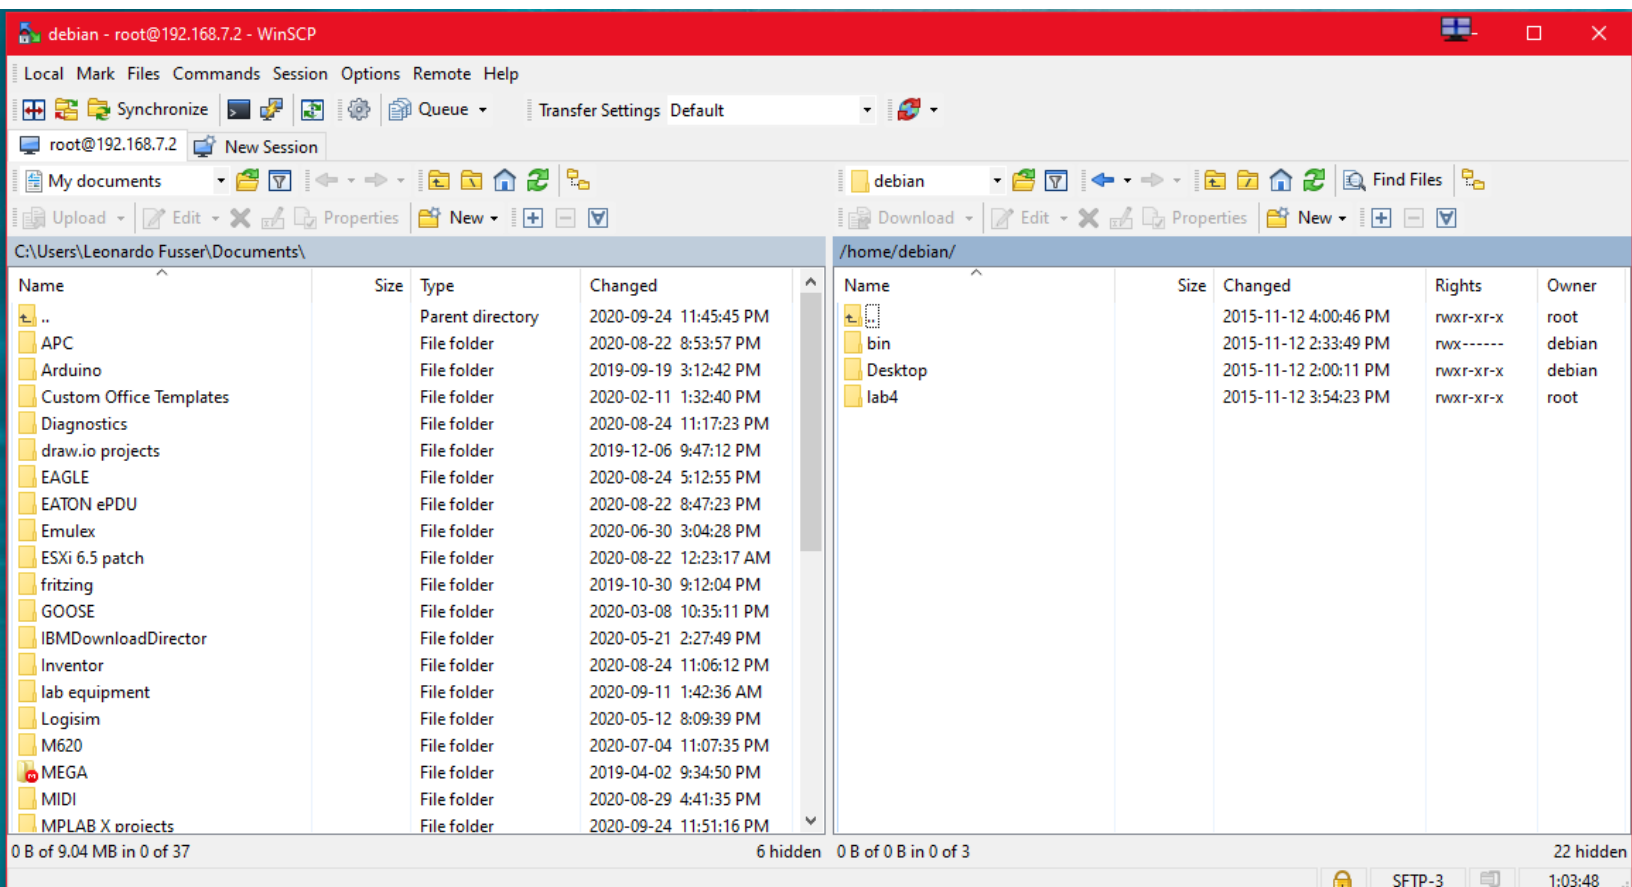 debian - root@192.168.7.2 - WinSCP
Local Mark Files Commands Session Options Remote Help
Synchronize Queue Transfer Settings Default
root@192.168.7.2 New Session
My documents debian Find Files
Upload Edit Properties New Download Edit Properties New
C:\Users\Leonardo Fusser\Documents\ /home/debian/
Name Size Type Changed Name Size Changed Rights Owner
.. Parent directory 2020-09-24 11:45:45 PM .. 2015-11-12 4:00:46 PM rwxr-xr-x root
APC File folder 2020-08-22 8:53:57 PM bin 2015-11-12 2:33:49 PM rwx------ debian
Arduino File folder 2019-09-19 3:12:42 PM Desktop 2015-11-12 2:00:11 PM rwxr-xr-x debian
Custom Office Templates File folder 2020-02-11 1:32:40 PM lab4 2015-11-12 3:54:23 PM rwxr-xr-x root
Diagnostics File folder 2020-08-24 11:17:23 PM
draw.io projects File folder 2019-12-06 9:47:12 PM
EAGLE File folder 2020-08-24 5:12:55 PM
EATON ePDU File folder 2020-08-22 8:47:23 PM
Emulex File folder 2020-06-30 3:04:28 PM
ESXi 6.5 patch File folder 2020-08-22 12:23:17 AM
fritzing File folder 2019-10-30 9:12:04 PM
GOOSE File folder 2020-03-08 10:35:11 PM
IBMDownloadDirector File folder 2020-05-21 2:27:49 PM
Inventor File folder 2020-08-24 11:06:12 PM
lab equipment File folder 2020-09-11 1:42:36 AM
Logisim File folder 2020-05-12 8:09:39 PM
M620 File folder 2020-07-04 11:07:35 PM
MEGA File folder 2019-04-02 9:34:50 PM
MIDI File folder 2020-08-29 4:41:35 PM
MPLAB X projects File folder 2020-09-24 11:51:16 PM
0 B of 9.04 MB in 0 of 37 6 hidden 0 B of 0 B in 0 of 3 22 hidden
SFTP-3 1:03:48